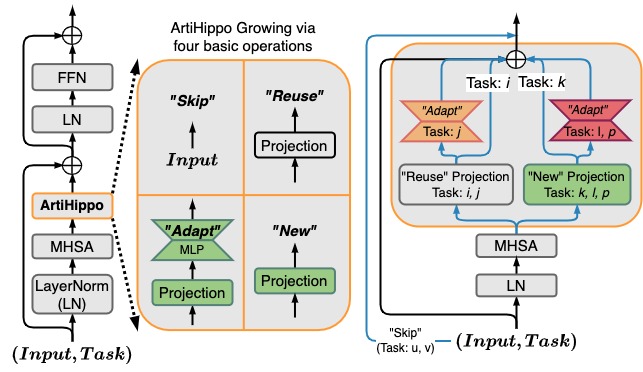 FFN
LN
ArtiHippo
MHSA
LayerNorm
(LN)
(Input, Task)
ArtiHippo Growing via
four basic operations
"Skip"
Input
"Reuse"
Projection
"Adapt"
MLP
Projection
"New"
Projection
Task: i
Task: k
"Adapt"
Task: j
"Adapt"
Task: l, p
"Reuse" Projection
Task: i, j
"New" Projection
Task: k, l, p
MHSA
LN
"Skip"
(Task: u, v)
(Input, Task)